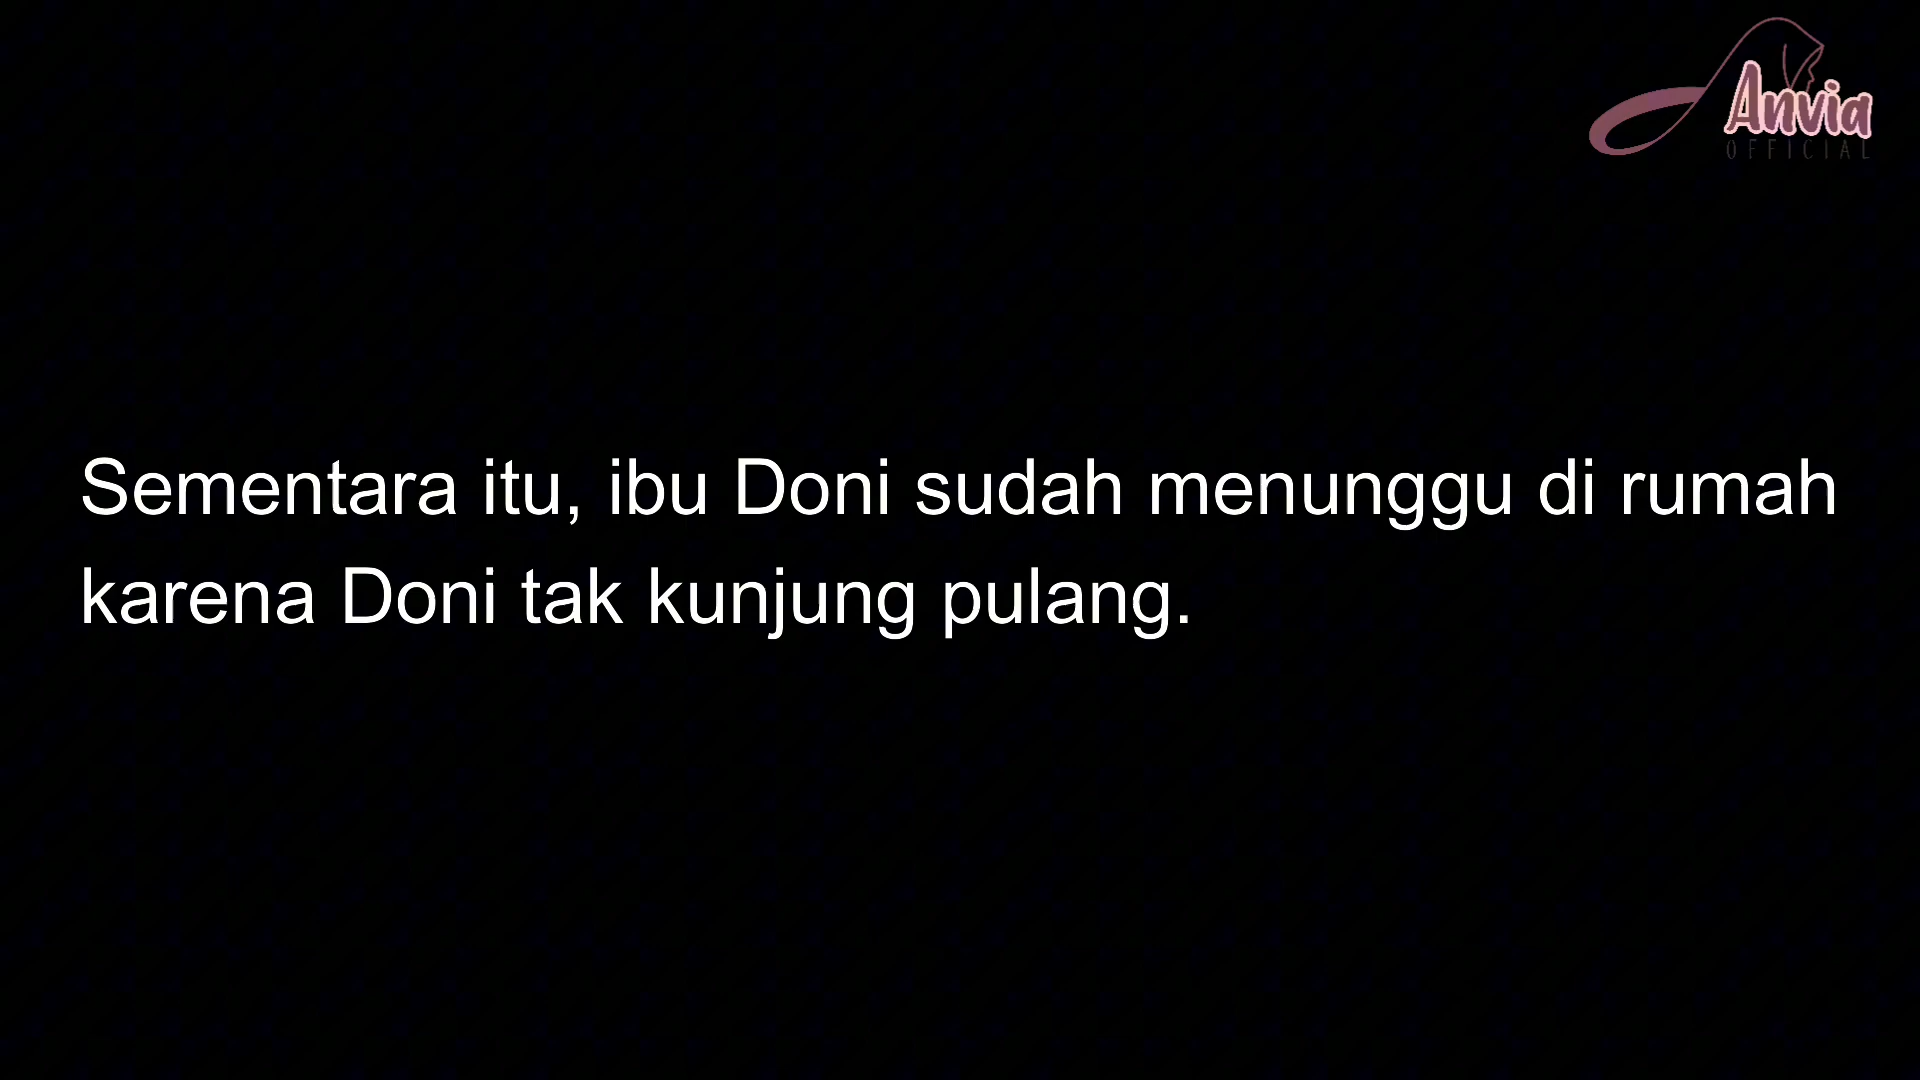 Anvia
OFFICIAL
Sementara itu, ibu Doni sudah menunggu di rumah
karena Doni tak kunjung pulang.